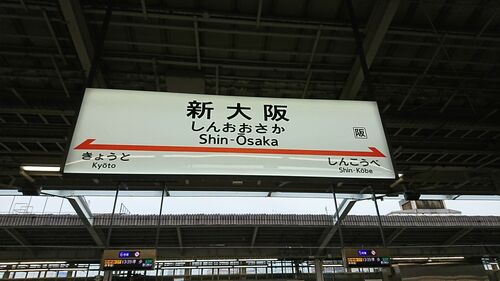 新大阪
しんおおさか
Shin-Ōsaka
阪
きょうと
Kyōto
しんこうべ
Shin-Kōbe